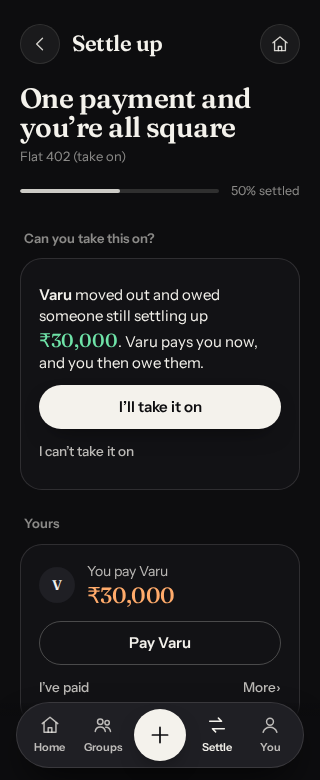 Settle up
One payment and
you’re all square
Flat 402 (take on)
50% settled
Can you take this on?
Varu moved out and owed
someone still settling up
₹30,000. Varu pays you now,
and you then owe them.
I’ll take it on
I can’t take it on
Yours
V
You pay Varu
₹30,000
Pay Varu
I’ve paid
More›
Home
Groups
Settle
You